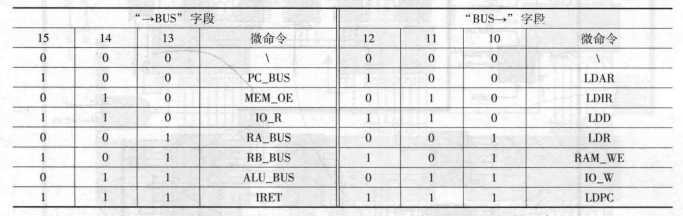 “→BUS”字段 “BUS→”字段
15 14 13 微命令 12 11 10 微命令
0 0 0 \ 0 0 0 \
1 0 0 PC_BUS 1 0 0 LDAR
0 1 0 MEM_OE 0 1 0 LDIR
1 1 0 IO_R 1 1 0 LDD
0 0 1 RA_BUS 0 0 1 LDR
1 0 1 RB_BUS 1 0 1 RAM_WE
0 1 1 ALU_BUS 0 1 1 IO_W
1 1 1 IRET 1 1 1 LDPC